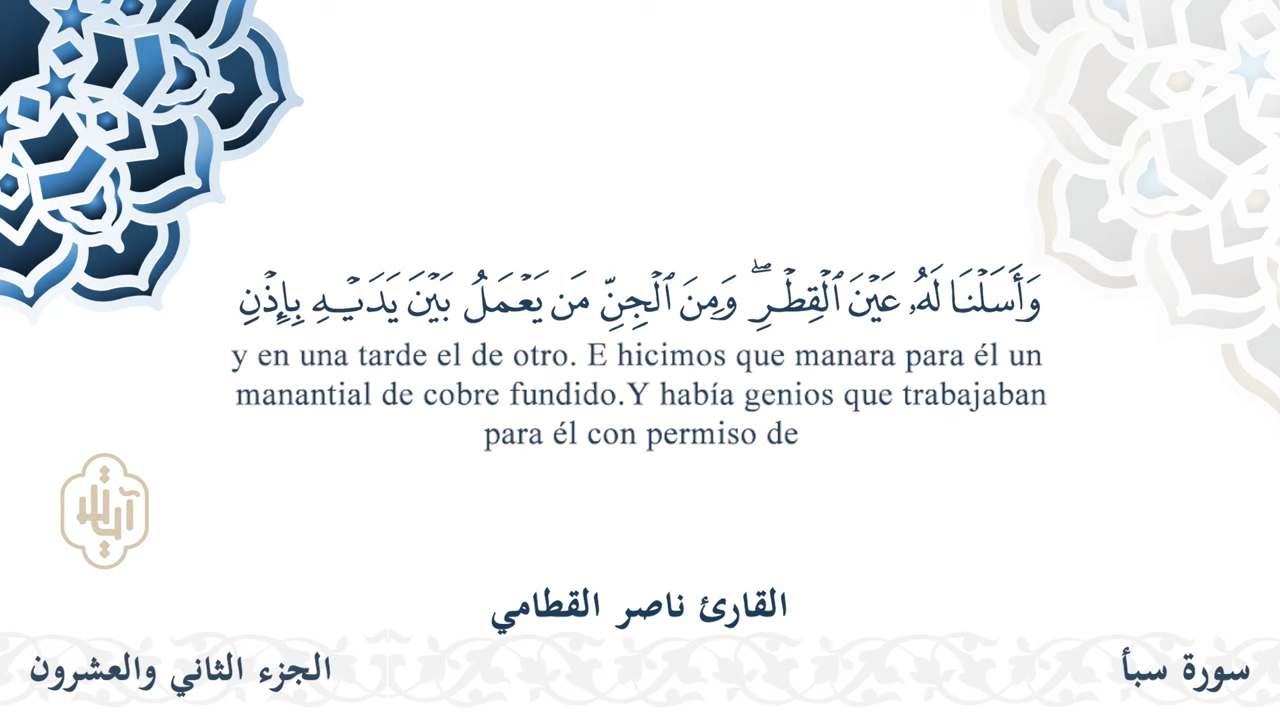 وَأَسَلْنَا لَهُۥ عَيْنَ ٱلْقِطْرِ ۖ وَمِنَ ٱلْجِنِّ مَن يَعْمَلُ بَيْنَ يَدَيْهِ بِإِذْنِ
y en una tarde el de otro. E hicimos que manara para él un
manantial de cobre fundido.Y había genios que trabajaban
para él con permiso de
آيات
القارئ ناصر القطامي
سورة سبأ
الجزء الثاني والعشرون